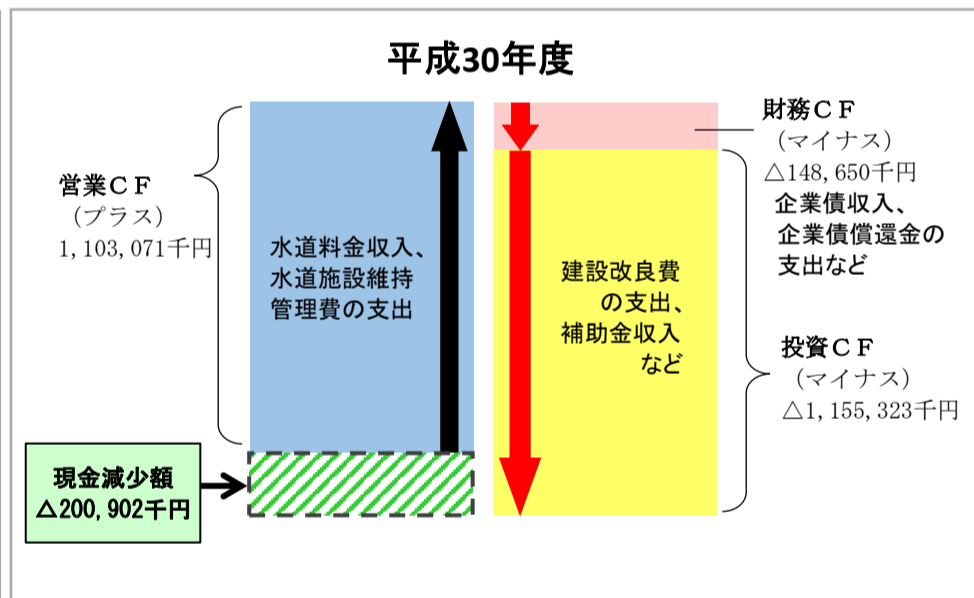 平成30年度
営業ＣＦ
（プラス）
1,103,071千円
水道料金収入、
水道施設維持
管理費の支出
現金減少額
△200,902千円
建設改良費
の支出、
補助金収入
など
財務ＣＦ
（マイナス）
△148,650千円
企業債収入、
企業債償還金の
支出など
投資ＣＦ
（マイナス）
△1,155,323千円